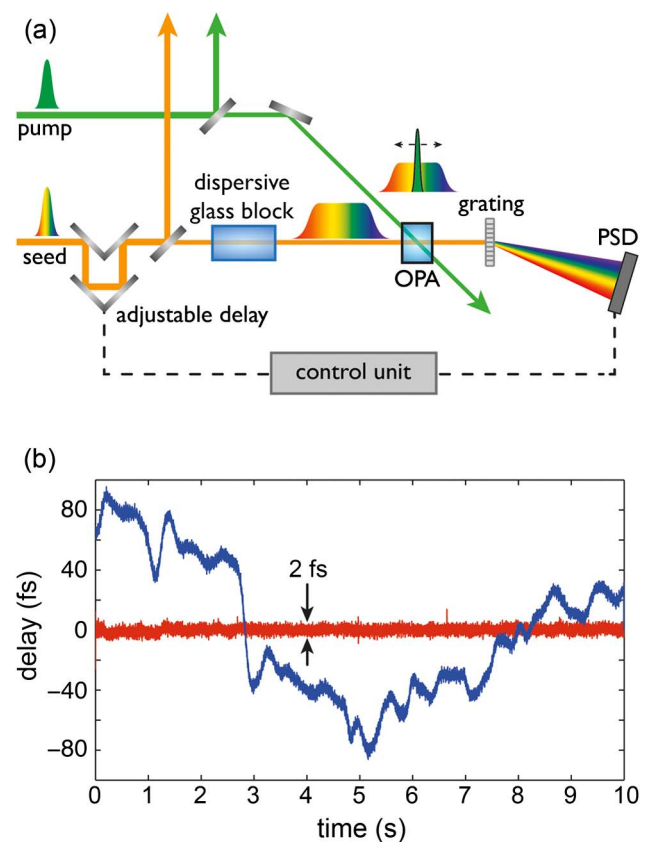 (a)
pump
dispersive
glass block
grating
PSD
seed
OPA
adjustable delay
control unit
(b)
80
40
0
−40
−80
delay (fs)
2 fs
0 1 2 3 4 5 6 7 8 9 10
time (s)